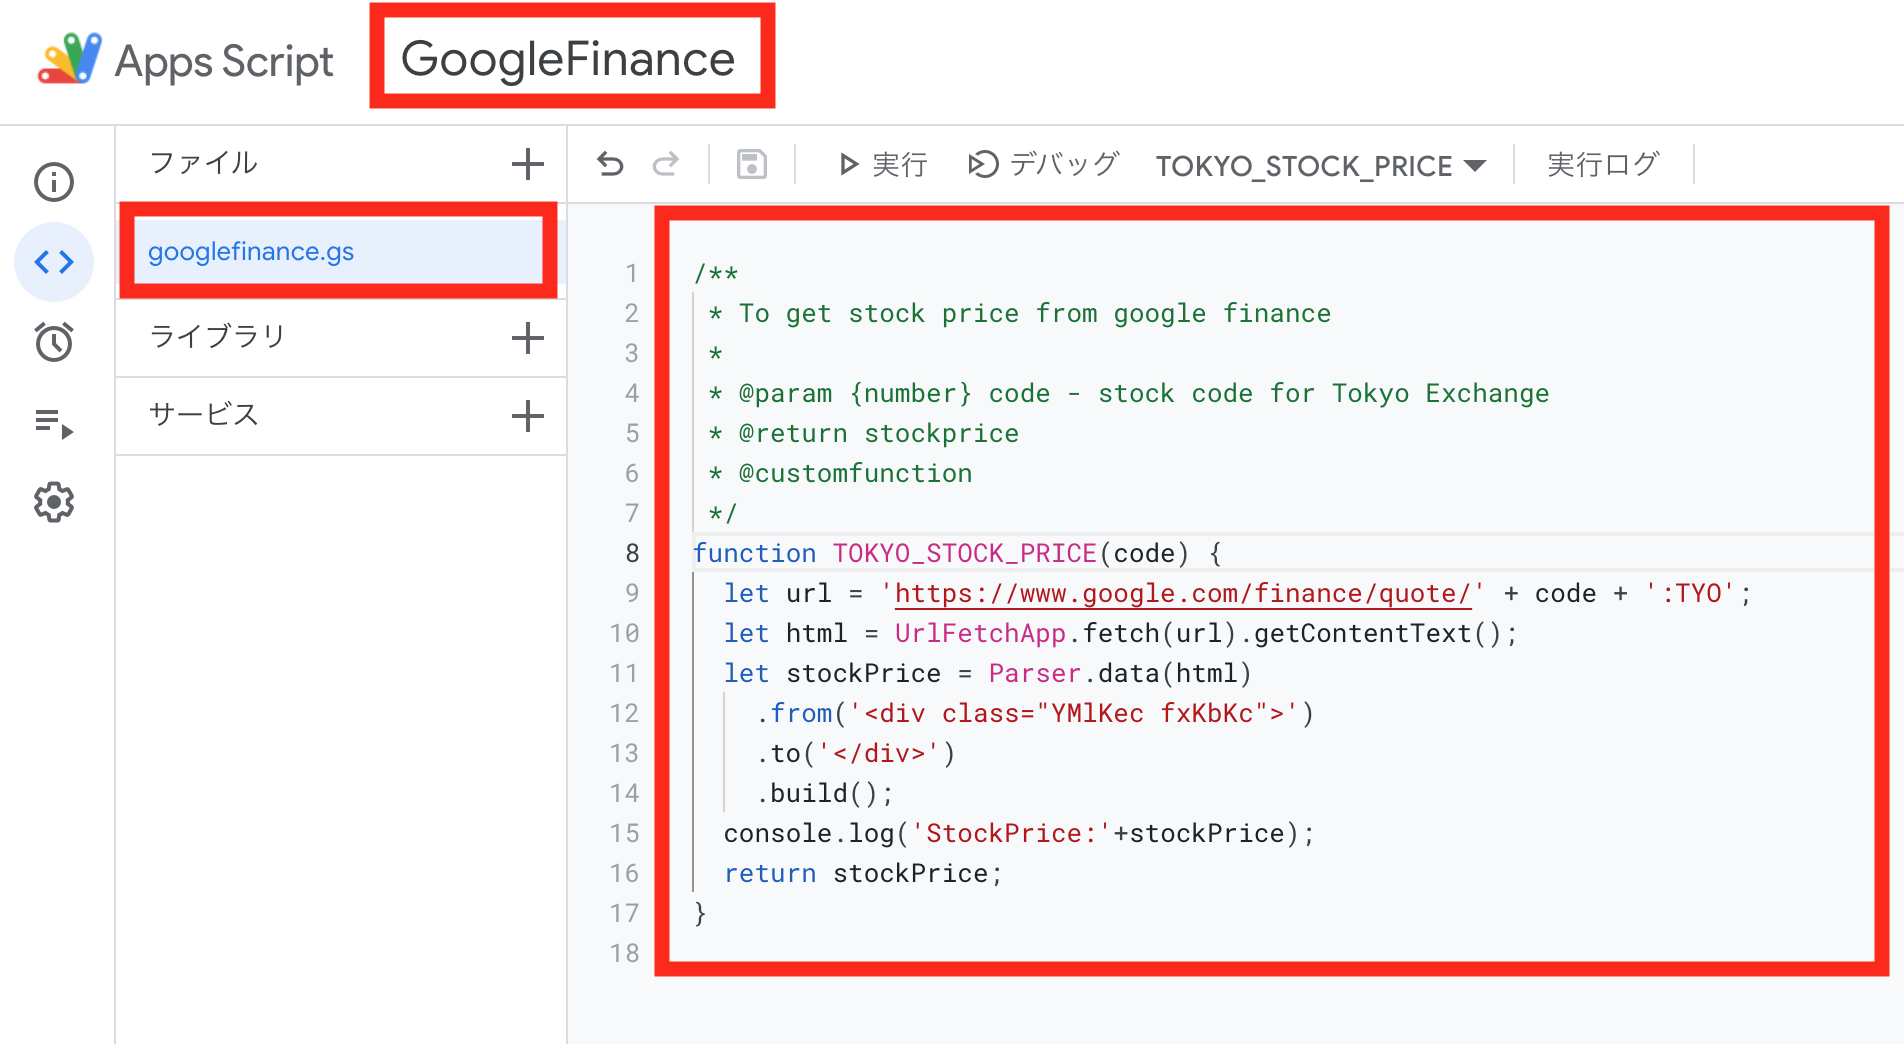 Apps Script GoogleFinance
ファイル
googlefinance.gs
ライブラリ
サービス
実行 デバッグ TOKYO_STOCK_PRICE 実行ログ
1 /**
2  * To get stock price from google finance
3  *
4  * @param {number} code - stock code for Tokyo Exchange
5  * @return stockprice
6  * @customfunction
7  */
8 function TOKYO_STOCK_PRICE(code) {
9   let url = 'https://www.google.com/finance/quote/' + code + ':TYO';
10   let html = UrlFetchApp.fetch(url).getContentText();
11   let stockPrice = Parser.data(html)
12     .from('<div class="YMlKec fxKbKc">')
13     .to('</div>')
14     .build();
15   console.log('StockPrice:'+stockPrice);
16   return stockPrice;
17 }
18